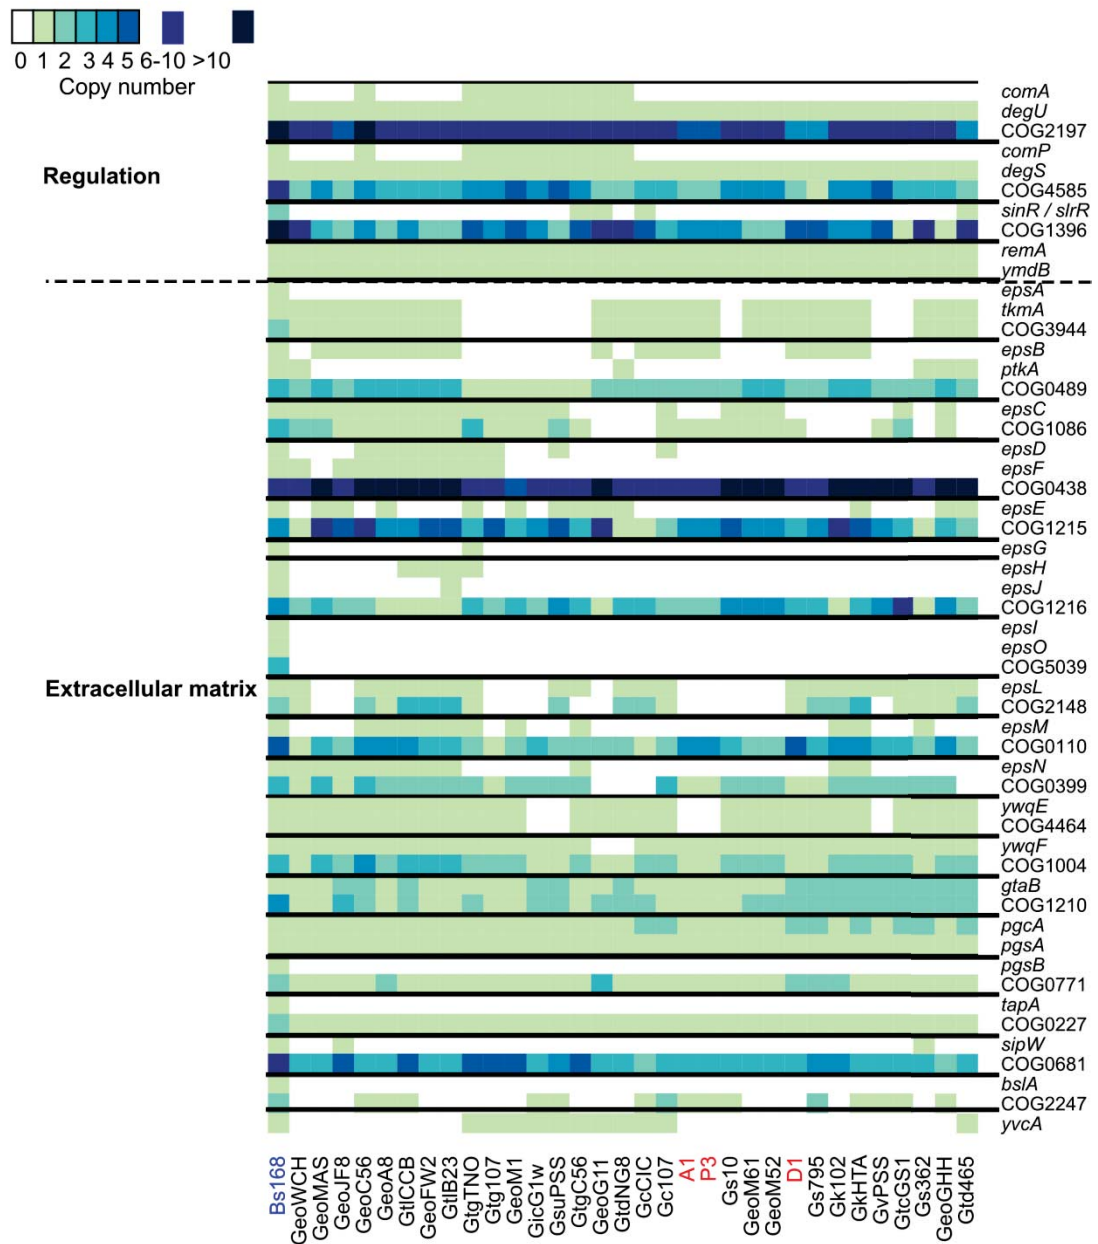 0 1 2 3 4 5 6-10 >10
Copy number
comA
degU
COG2197
comP
Regulation
degS
COG4585
sinR / slrR
COG1396
remA
ymdB
epsA
tkmA
COG3944
epsB
ptkA
COG0489
epsC
COG1086
epsD
epsF
COG0438
epsE
COG1215
epsG
epsH
epsJ
COG1216
epsI
epsO
COG5039
Extracellular matrix
epsL
COG2148
epsM
COG0110
epsN
COG0399
ywqE
COG4464
ywqF
COG1004
gtaB
COG1210
pgcA
pgsA
pgsB
COG0771
tapA
COG0227
sipW
COG0681
bslA
COG2247
yvcA
Bs168
GeoWCH
GeoMAS
GeoJF8
GeoC56
GeoA8
GtlCCB
GeoFW2
GtlB23
GtgTNO
Gtg107
GeoM1
GicG1w
GsuPSS
GtgC56
GeoG11
GtdNG8
GcCIC
Gc107
A1
P3
Gs10
GeoM61
GeoM52
D1
Gs795
Gk102
GkHTA
GvPSS
GtcGS1
Gs362
GeoGHH
Gtd465